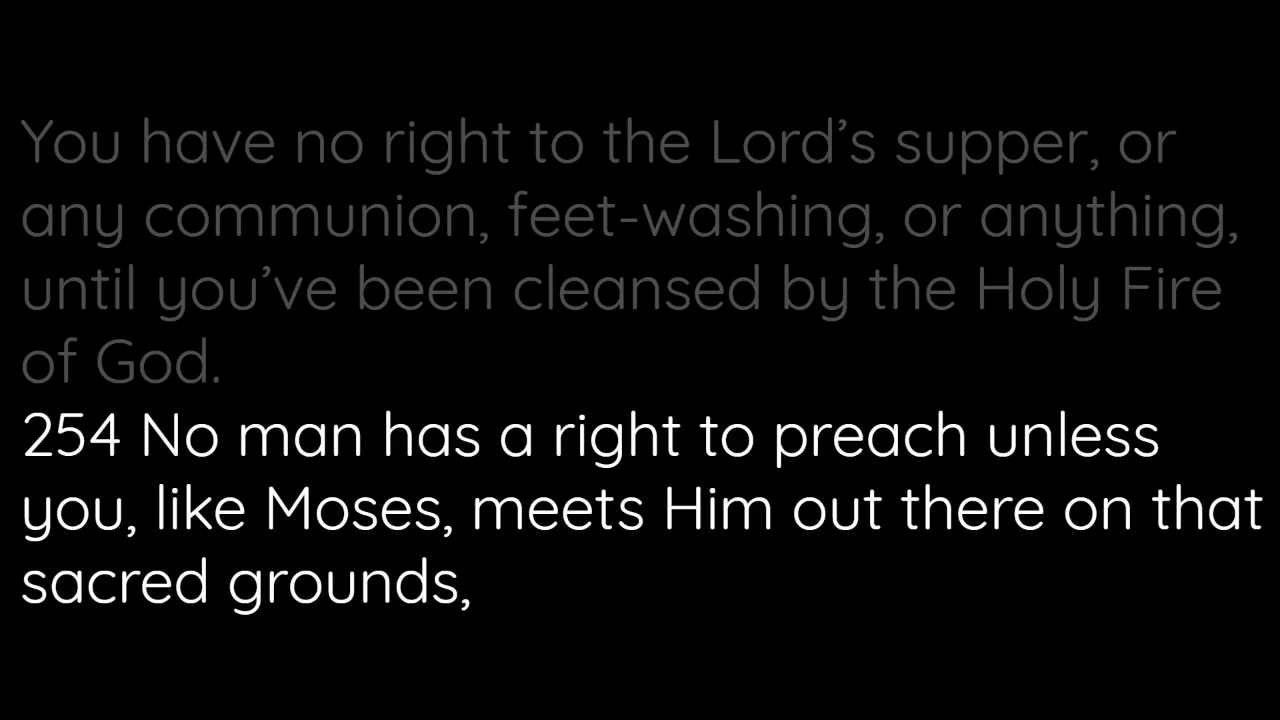 You have no right to the Lord’s supper, or
any communion, feet-washing, or anything,
until you’ve been cleansed by the Holy Fire
of God.
254 No man has a right to preach unless
you, like Moses, meets Him out there on that
sacred grounds,